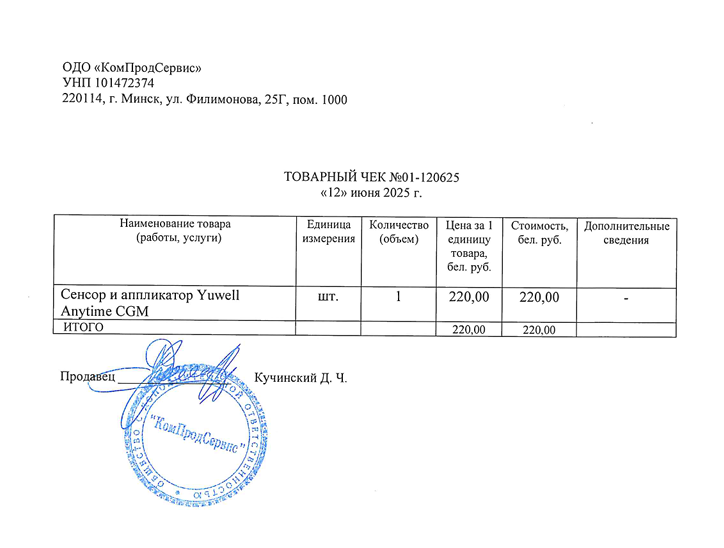 ОДО «КомПродСервис»
УНП 101472374
220114, г. Минск, ул. Филимонова, 25Г, пом. 1000
ТОВАРНЫЙ ЧЕК №01-120625
«12» июня 2025 г.
Наименование товара
(работы, услуги)
Единица
измерения
Количество
(объем)
Цена за 1
единицу
товара,
бел. руб.
Стоимость,
бел. руб.
Дополнительные
сведения
Сенсор и аппликатор Yuwell
Anytime CGM
шт.
1
220,00
220,00
-
ИТОГО
220,00
220,00
Продавец
Кучинский Д. Ч.
"КомПродСервис"
ОБЩЕСТВО С ОТВЕТСТВЕННОСТЬЮ